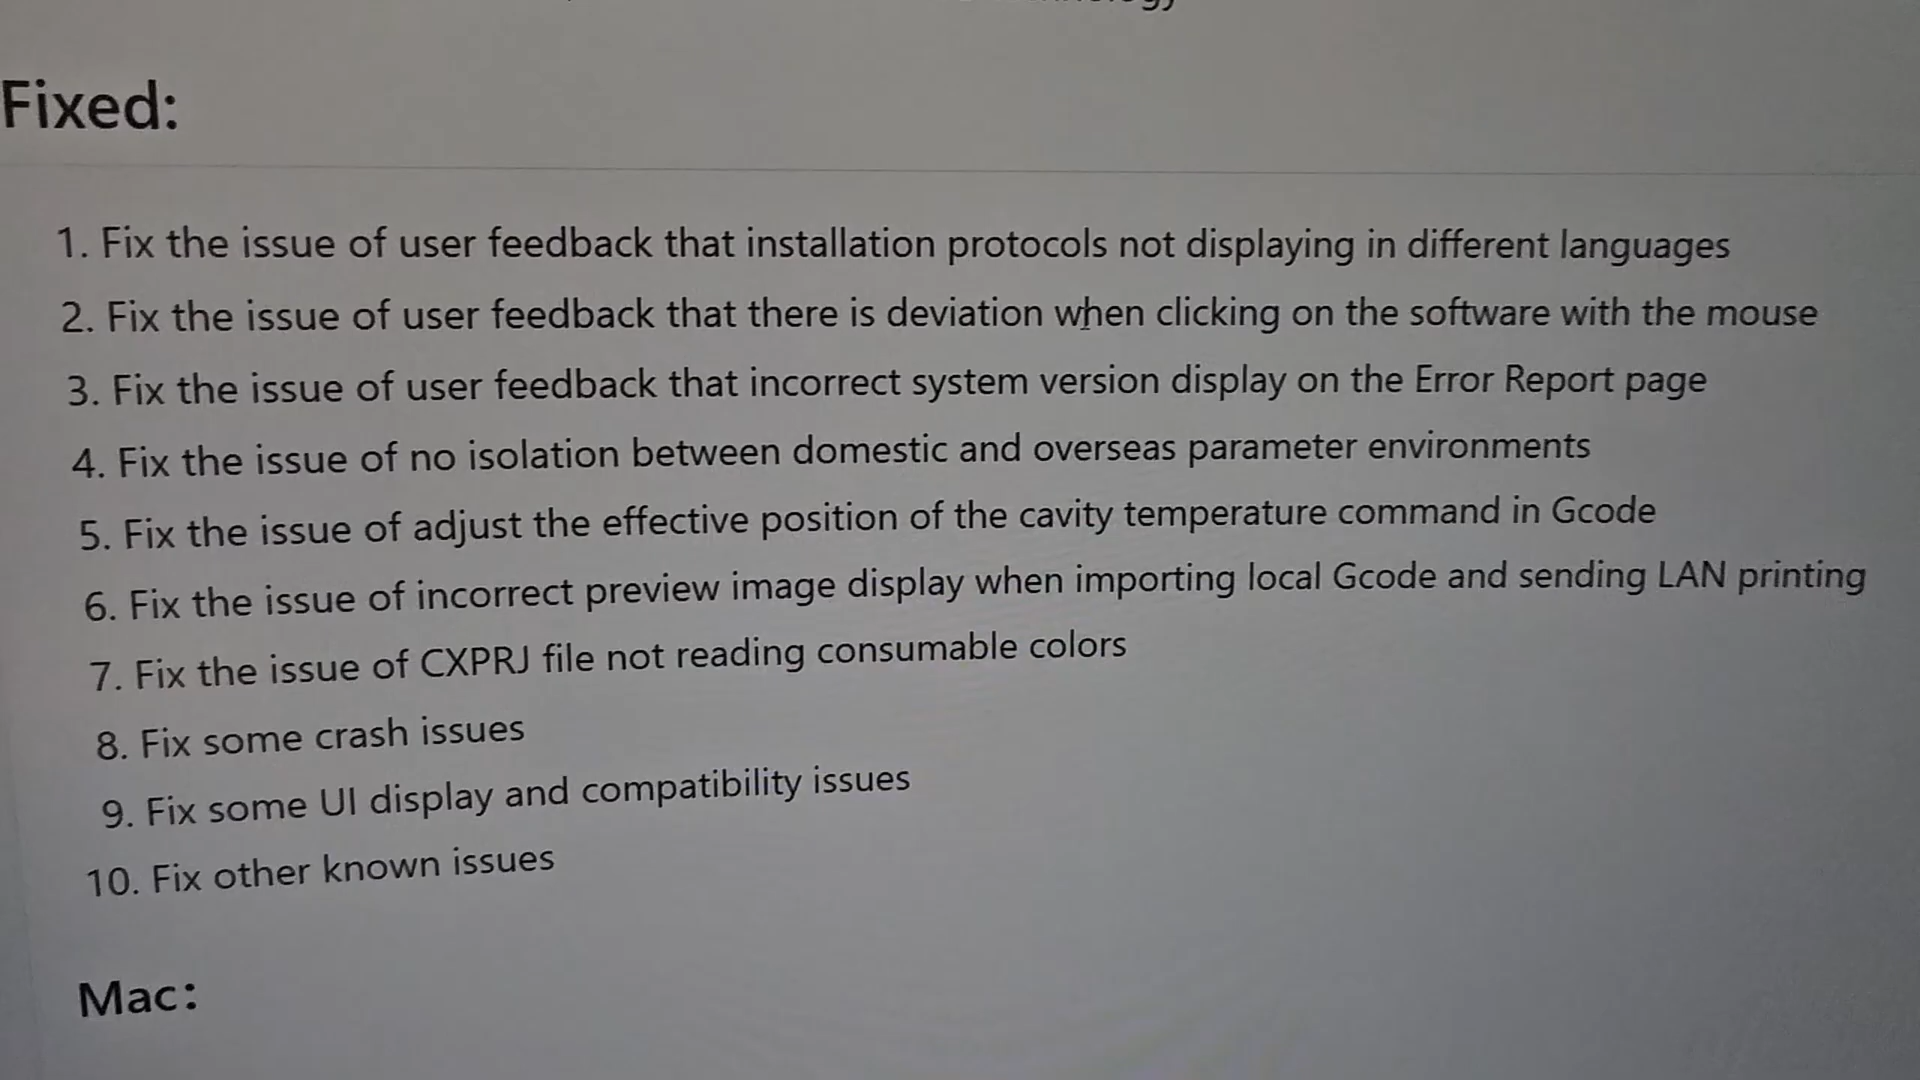 Fixed:
1. Fix the issue of user feedback that installation protocols not displaying in different languages
2. Fix the issue of user feedback that there is deviation when clicking on the software with the mouse
3. Fix the issue of user feedback that incorrect system version display on the Error Report page
4. Fix the issue of no isolation between domestic and overseas parameter environments
5. Fix the issue of adjust the effective position of the cavity temperature command in Gcode
6. Fix the issue of incorrect preview image display when importing local Gcode and sending LAN printing
7. Fix the issue of CXPRJ file not reading consumable colors
8. Fix some crash issues
9. Fix some UI display and compatibility issues
10. Fix other known issues
Mac: